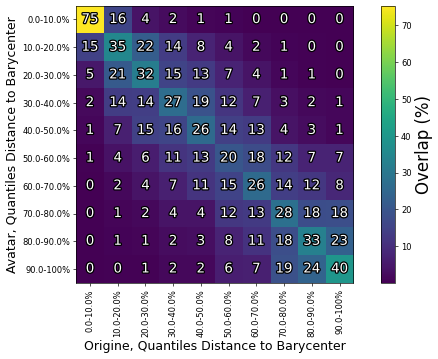 0.0-10.0% 75 16 4 2 1 1 0 0 0 0
10.0-20.0% 15 35 22 14 8 4 2 1 0 0
20.0-30.0% 5 21 32 15 13 7 4 1 1 0
30.0-40.0% 2 14 14 27 19 12 7 3 2 1
40.0-50.0% 1 7 15 16 26 14 13 4 3 1
50.0-60.0% 1 4 6 11 13 20 18 12 7 7
60.0-70.0% 0 2 4 7 11 15 26 14 12 8
70.0-80.0% 0 1 2 4 4 12 13 28 18 18
80.0-90.0% 0 1 1 2 3 8 11 18 33 23
90.0-100% 0 0 1 2 2 6 7 19 24 40
Avatar, Quantiles Distance to Barycenter
0.0-10.0% 10.0-20.0% 20.0-30.0% 30.0-40.0% 40.0-50.0% 50.0-60.0% 60.0-70.0% 70.0-80.0% 80.0-90.0% 90.0-100%
Origine, Quantiles Distance to Barycenter
70
60
50
40
30
20
10
Overlap (%)